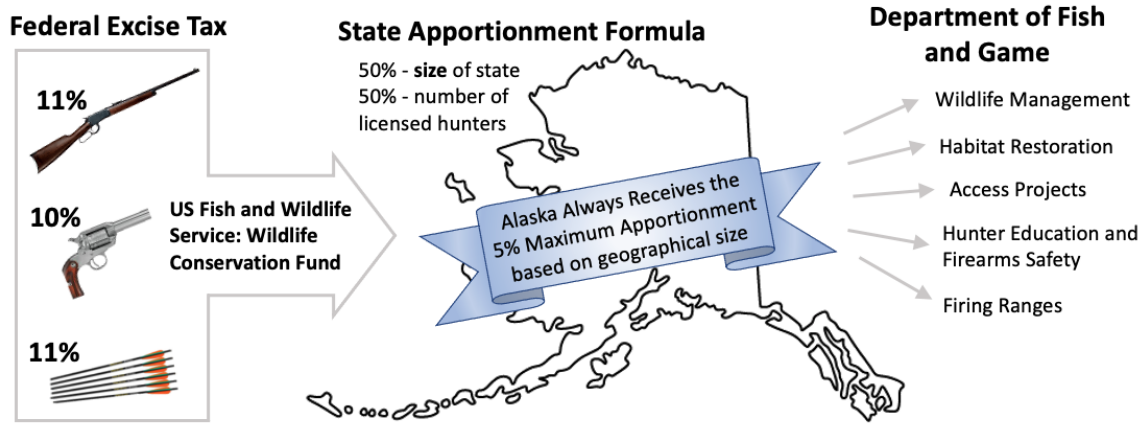 Federal Excise Tax
11%
10%
US Fish and Wildlife
Service: Wildlife
Conservation Fund
11%
State Apportionment Formula
50% - size of state
50% - number of
licensed hunters
Alaska Always Receives the
5% Maximum Apportionment
based on geographical size
Department of Fish
and Game
Wildlife Management
Habitat Restoration
Access Projects
Hunter Education and
Firearms Safety
Firing Ranges